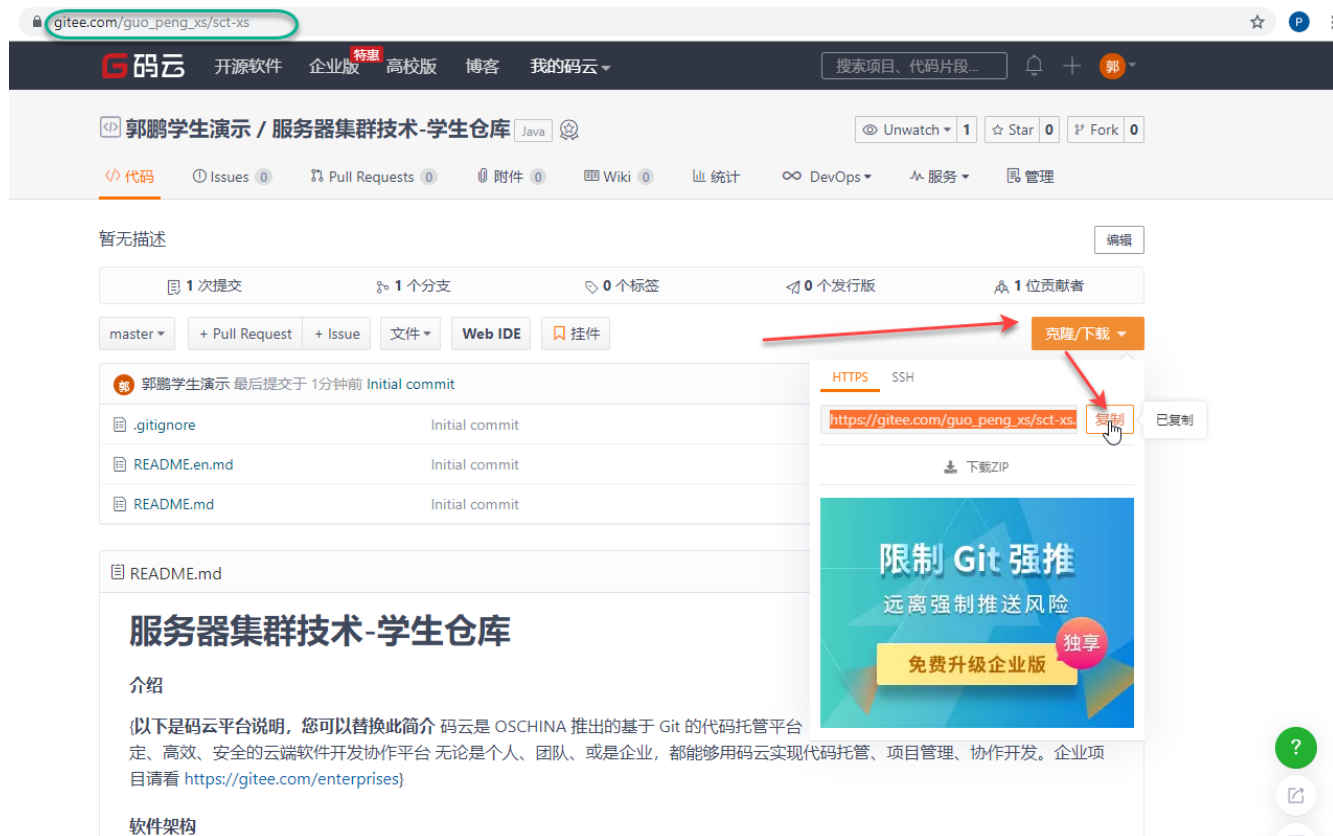 gitee.com/guo_peng_xs/sct-xs
P
G码云 开源软件 企业版 特惠 高校版 博客 我的码云 搜索项目、代码片段... 郭
郭鹏学生演示 / 服务器集群技术-学生仓库 Java Unwatch 1 Star 0 Fork 0
代码 Issues 0 Pull Requests 0 附件 0 Wiki 0 统计 DevOps 服务 管理
暂无描述 编辑
1 次提交 1 个分支 0 个标签 0 个发行版 1 位贡献者
master + Pull Request + Issue 文件 Web IDE 挂件 克隆/下载
郭 郭鹏学生演示 最后提交于 1分钟前 Initial commit
.gitignore Initial commit
README.en.md Initial commit
README.md Initial commit
HTTPS SSH
https://gitee.com/guo_peng_xs/sct-xs. 复制 已复制
下载ZIP
限制 Git 强推
远离强制推送风险
独享
免费升级企业版
README.md
服务器集群技术-学生仓库
介绍
{以下是码云平台说明，您可以替换此简介 码云是 OSCHINA 推出的基于 Git 的代码托管平台
定、高效、安全的云端软件开发协作平台 无论是个人、团队、或是企业，都能够用码云实现代码托管、项目管理、协作开发。企业项
目请看 https://gitee.com/enterprises}
软件架构
?